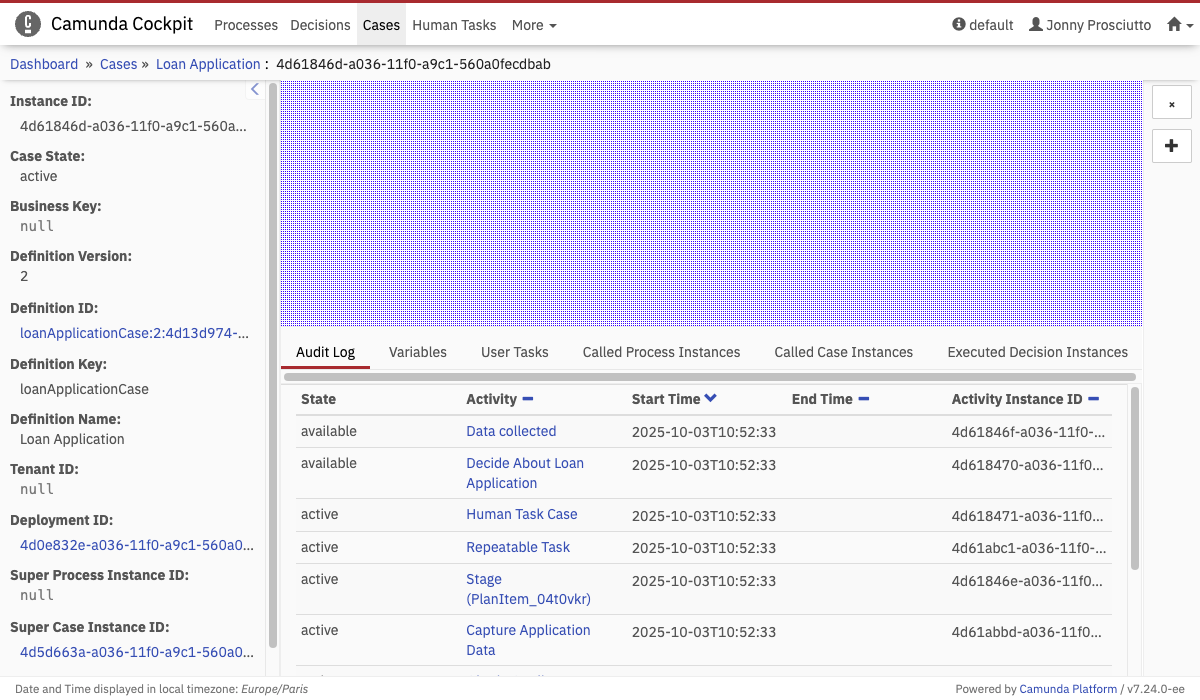 Camunda Cockpit Processes Decisions Cases Human Tasks More default Jonny Prosciutto
Dashboard » Cases » Loan Application : 4d61846d-a036-11f0-a9c1-560a0fecdbab
Instance ID:
4d61846d-a036-11f0-a9c1-560a...
Case State:
active
Business Key:
null
Definition Version:
2
Definition ID:
loanApplicationCase:2:4d13d974-...
Definition Key:
loanApplicationCase
Definition Name:
Loan Application
Tenant ID:
null
Deployment ID:
4d0e832e-a036-11f0-a9c1-560a0...
Super Process Instance ID:
null
Super Case Instance ID:
4d5d663a-a036-11f0-a9c1-560a0...
Audit Log Variables User Tasks Called Process Instances Called Case Instances Executed Decision Instances
State Activity Start Time End Time Activity Instance ID
available Data collected 2025-10-03T10:52:33 4d61846f-a036-11f0-...
available Decide About Loan Application 2025-10-03T10:52:33 4d618470-a036-11f0...
active Human Task Case 2025-10-03T10:52:33 4d618471-a036-11f0...
active Repeatable Task 2025-10-03T10:52:33 4d61abc1-a036-11f0-...
active Stage (PlanItem_04t0vkr) 2025-10-03T10:52:33 4d61846e-a036-11f0...
active Capture Application Data 2025-10-03T10:52:33 4d61abbd-a036-11f0...
Date and Time displayed in local timezone: Europe/Paris
Powered by Camunda Platform / v7.24.0-ee